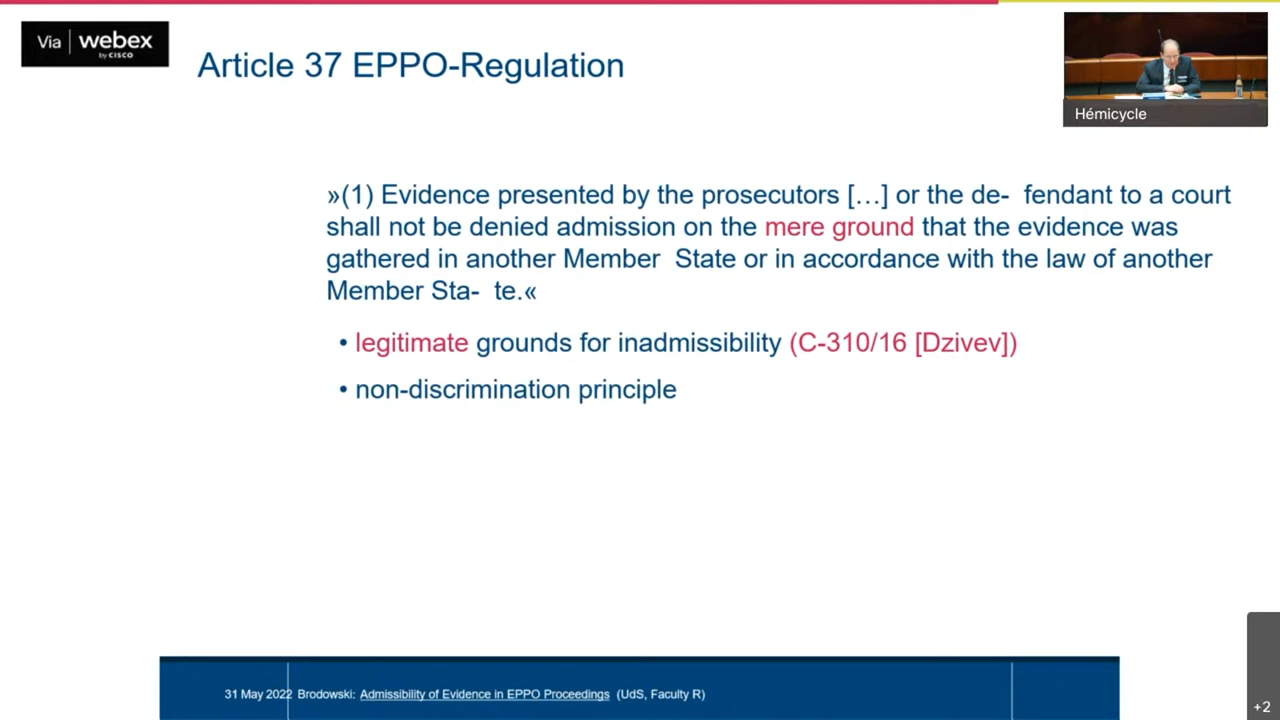 Via webex
by CISCO
Article 37 EPPO-Regulation
Hémicycle
»(1) Evidence presented by the prosecutors […] or the de-  fendant to a court
shall not be denied admission on the mere ground that the evidence was
gathered in another Member  State or in accordance with the law of another
Member Sta-  te.«
• legitimate grounds for inadmissibility (C-310/16 [Dzivev])
• non-discrimination principle
31 May 2022 Brodowski: Admissibility of Evidence in EPPO Proceedings (UdS, Faculty R)
+2